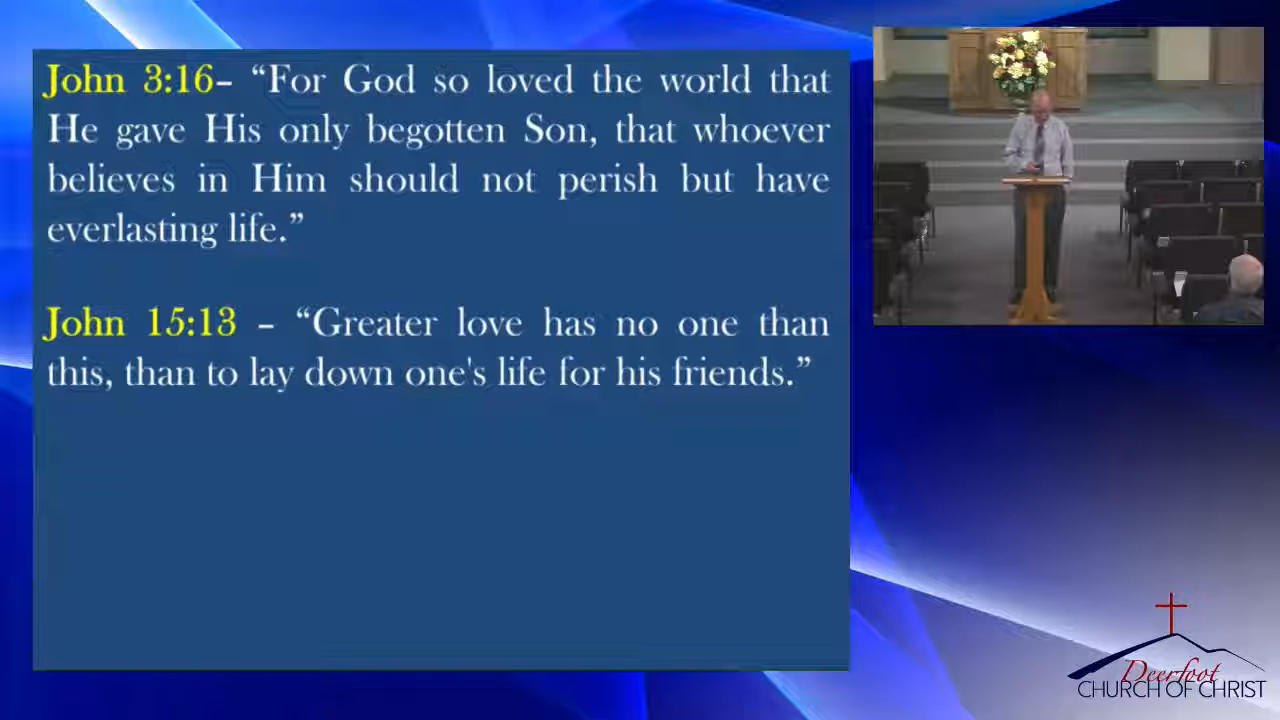 John 3:16– “For God so loved the world that
He gave His only begotten Son, that whoever
believes in Him should not perish but have
everlasting life.”
John 15:13 – “Greater love has no one than
this, than to lay down one's life for his friends.”
Deerfoot
CHURCH OF CHRIST